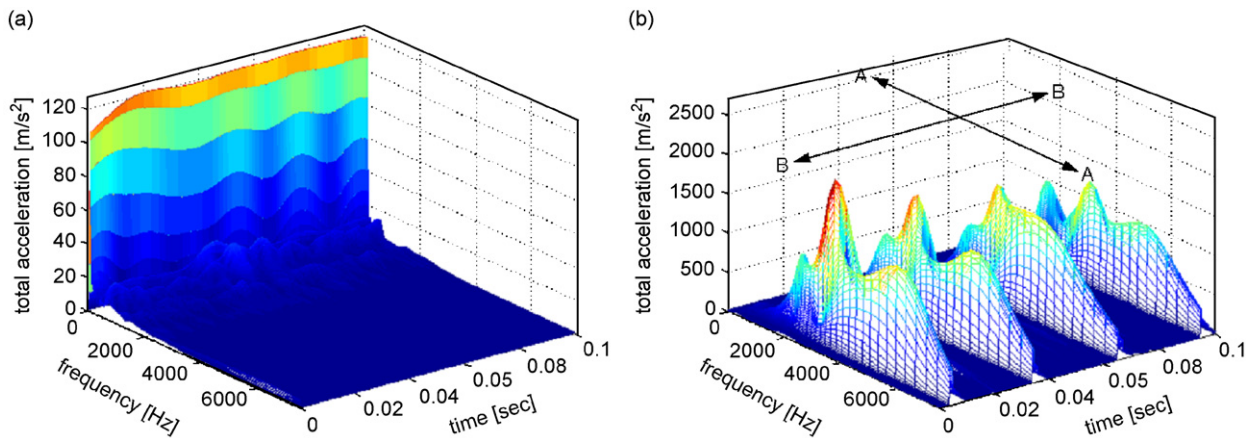 (a)
total acceleration [m/s²]
120
100
80
60
40
20
0
0
2000
4000
6000
frequency [Hz]
0
0.02
0.04
0.05
0.08
0.1
time [sec]
(b)
total acceleration [m/s²]
2500
2000
1500
1000
500
0
A
B
B
A
0
2000
4000
6000
frequency [Hz]
0
0.02
0.04
0.05
0.08
0.1
time [sec]